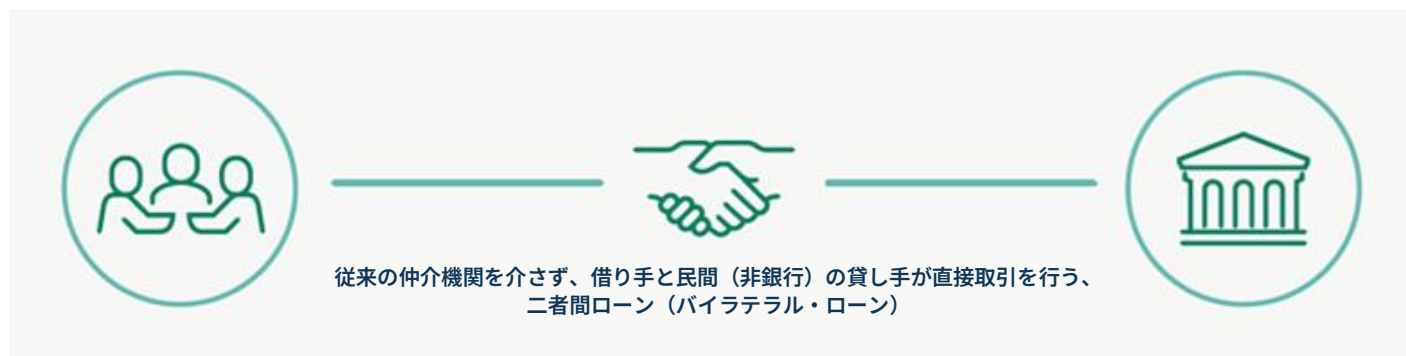 従来の仲介機関を介さず、借り手と民間（非銀行）の貸し手が直接取引を行う、
二者間ローン（バイラテラル・ローン）